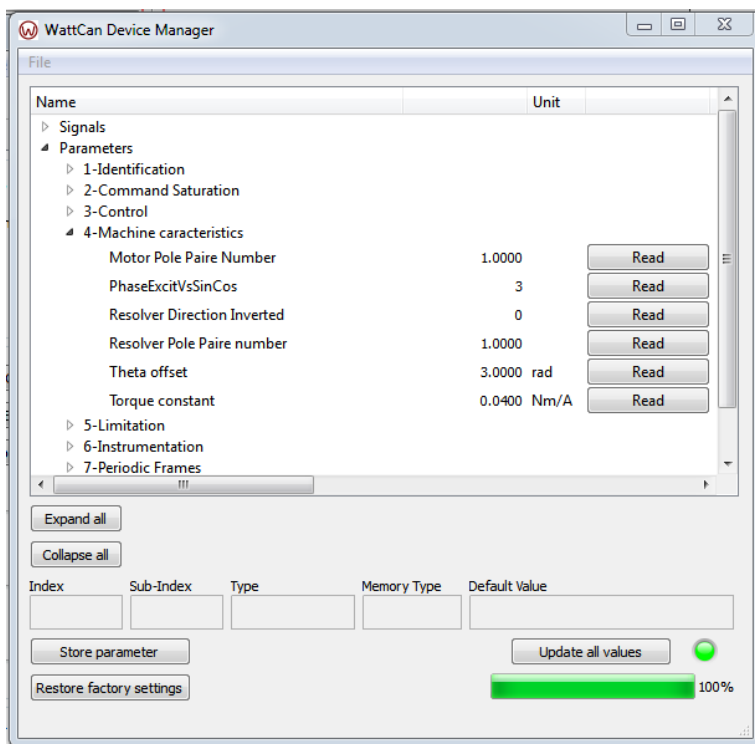 WattCan Device Manager
File
Name Unit
Signals
Parameters
1-Identification
2-Command Saturation
3-Control
4-Machine caracteristics
Motor Pole Paire Number 1.0000 Read
PhaseExcitVsSinCos 3 Read
Resolver Direction Inverted 0 Read
Resolver Pole Paire number 1.0000 Read
Theta offset 3.0000 rad Read
Torque constant 0.0400 Nm/A Read
5-Limitation
6-Instrumentation
7-Periodic Frames
Expand all
Collapse all
Index Sub-Index Type Memory Type Default Value
Store parameter Update all values
Restore factory settings 100%